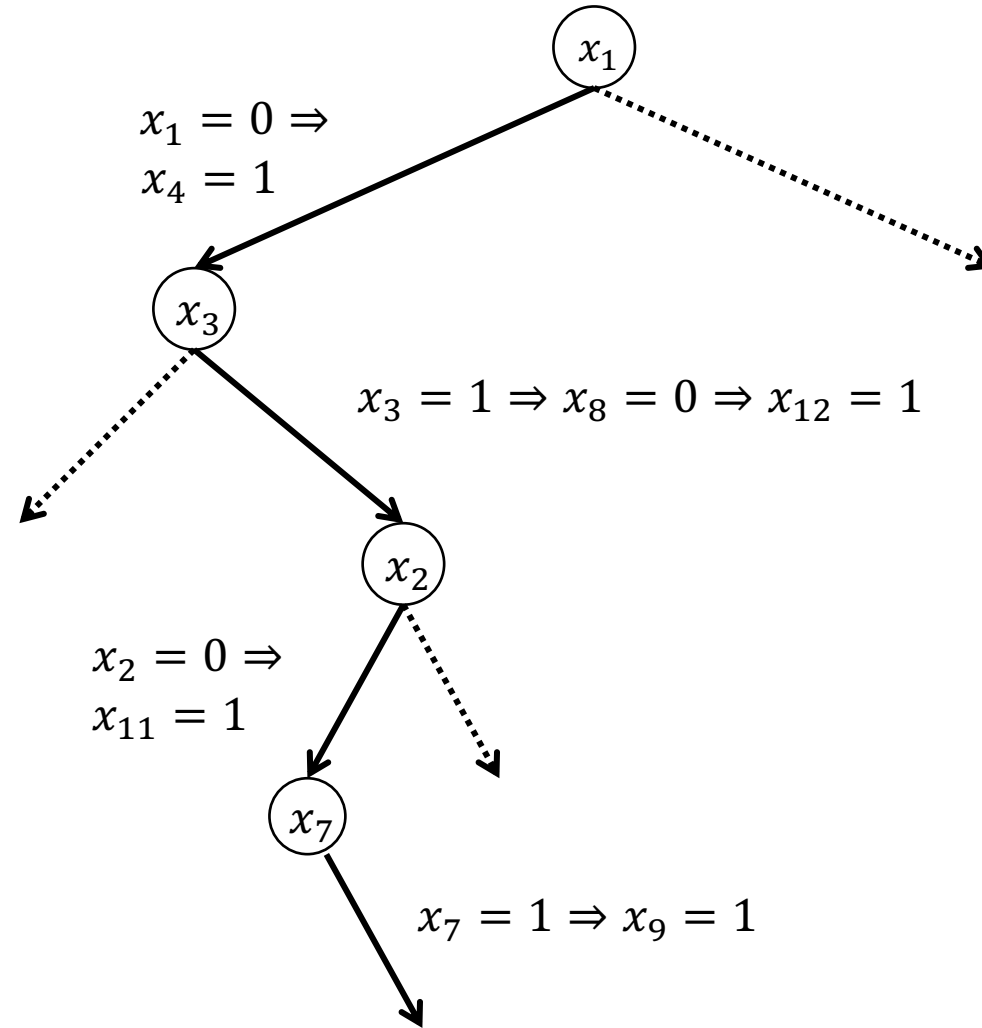 x₁
x₁ = 0 ⇒
x₄ = 1
x₃
x₃ = 1 ⇒ x₈ = 0 ⇒ x₁₂ = 1
x₂
x₂ = 0 ⇒
x₁₁ = 1
x₇
x₇ = 1 ⇒ x₉ = 1